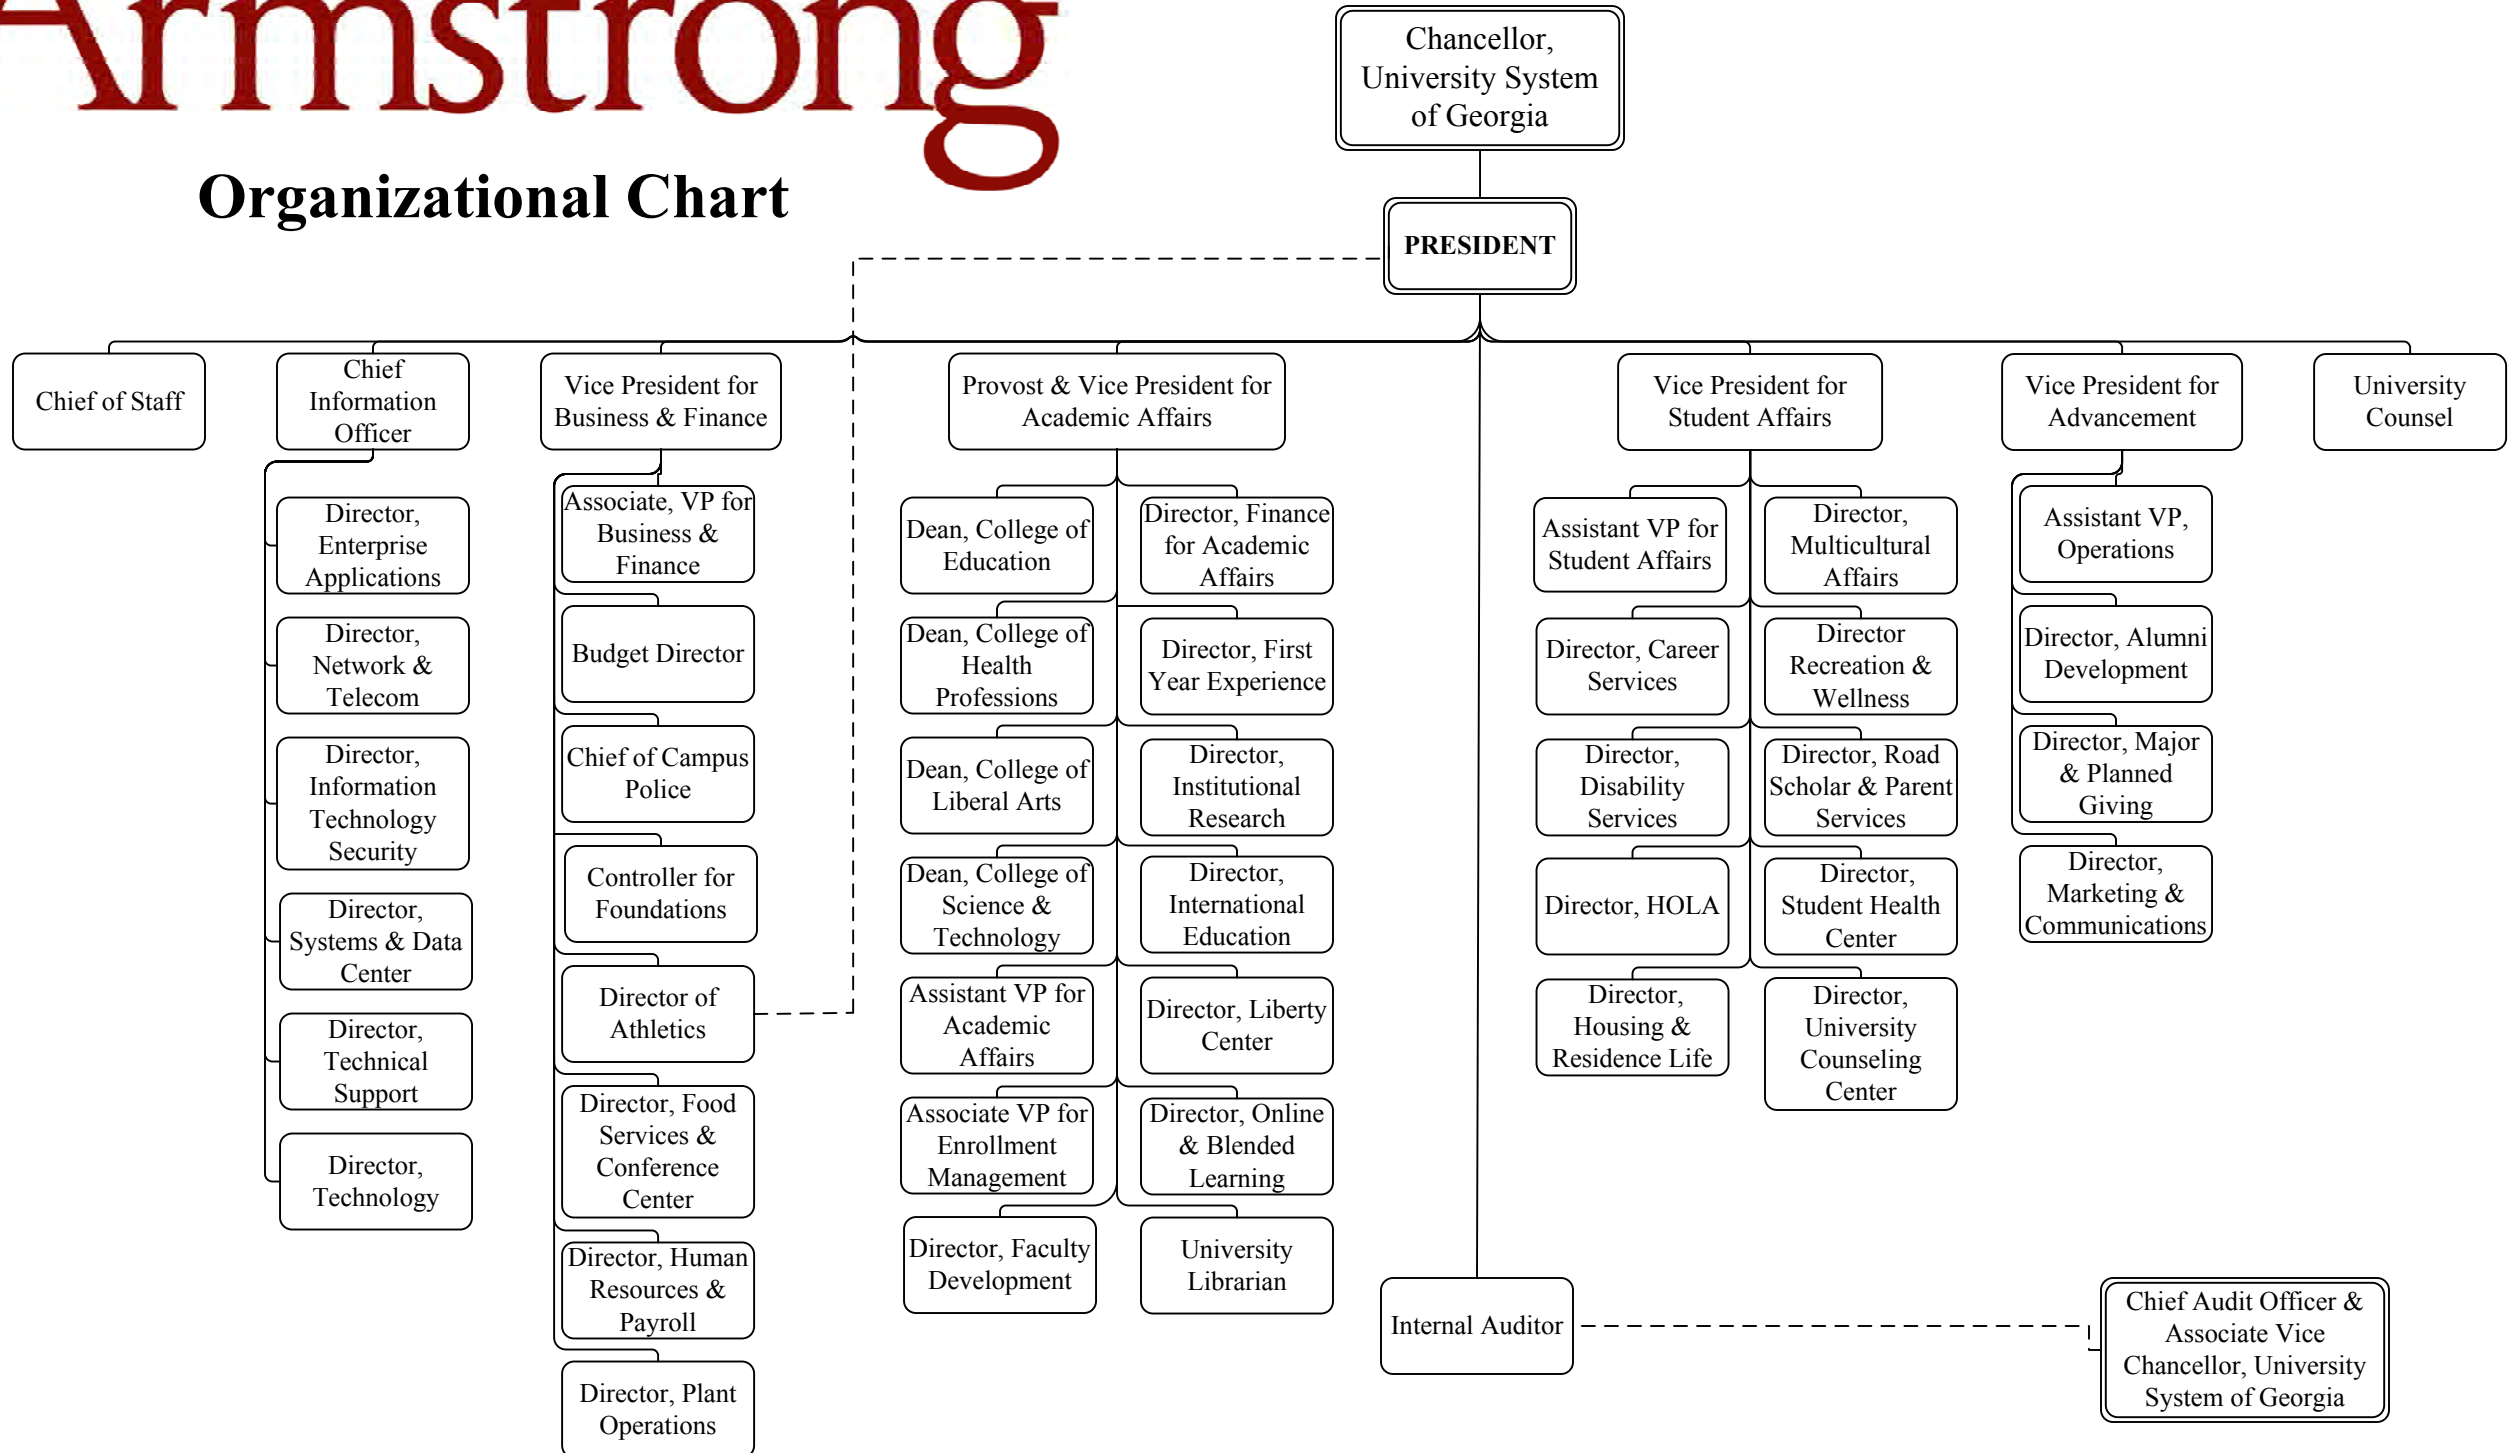 Armstrong
Organizational Chart
Chancellor,
University System
of Georgia
PRESIDENT
Chief of Staff
Chief
Information
Officer
Director,
Enterprise
Applications
Director,
Network &
Telecom
Director,
Information
Technology
Security
Director,
Systems & Data
Center
Director,
Technical
Support
Director,
Technology
Vice President for
Business & Finance
Associate, VP for
Business &
Finance
Budget Director
Chief of Campus
Police
Controller for
Foundations
Director of
Athletics
Director, Food
Services &
Conference
Center
Director, Human
Resources &
Payroll
Director, Plant
Operations
Provost & Vice President for
Academic Affairs
Dean, College of
Education
Dean, College of
Health
Professions
Dean, College of
Liberal Arts
Dean, College of
Science &
Technology
Assistant VP for
Academic
Affairs
Associate VP for
Enrollment
Management
Director, Faculty
Development
Director, Finance
for Academic
Affairs
Director, First
Year Experience
Director,
Institutional
Research
Director,
International
Education
Director, Liberty
Center
Director, Online
& Blended
Learning
University
Librarian
Internal Auditor
Vice President for
Student Affairs
Assistant VP for
Student Affairs
Director, Career
Services
Director,
Disability
Services
Director, HOLA
Director,
Housing &
Residence Life
Director,
Multicultural
Affairs
Director
Recreation &
Wellness
Director, Road
Scholar & Parent
Services
Director,
Student Health
Center
Director,
University
Counseling
Center
Vice President for
Advancement
Assistant VP,
Operations
Director, Alumni
Development
Director, Major
& Planned
Giving
Director,
Marketing &
Communications
University
Counsel
Chief Audit Officer &
Associate Vice
Chancellor, University
System of Georgia